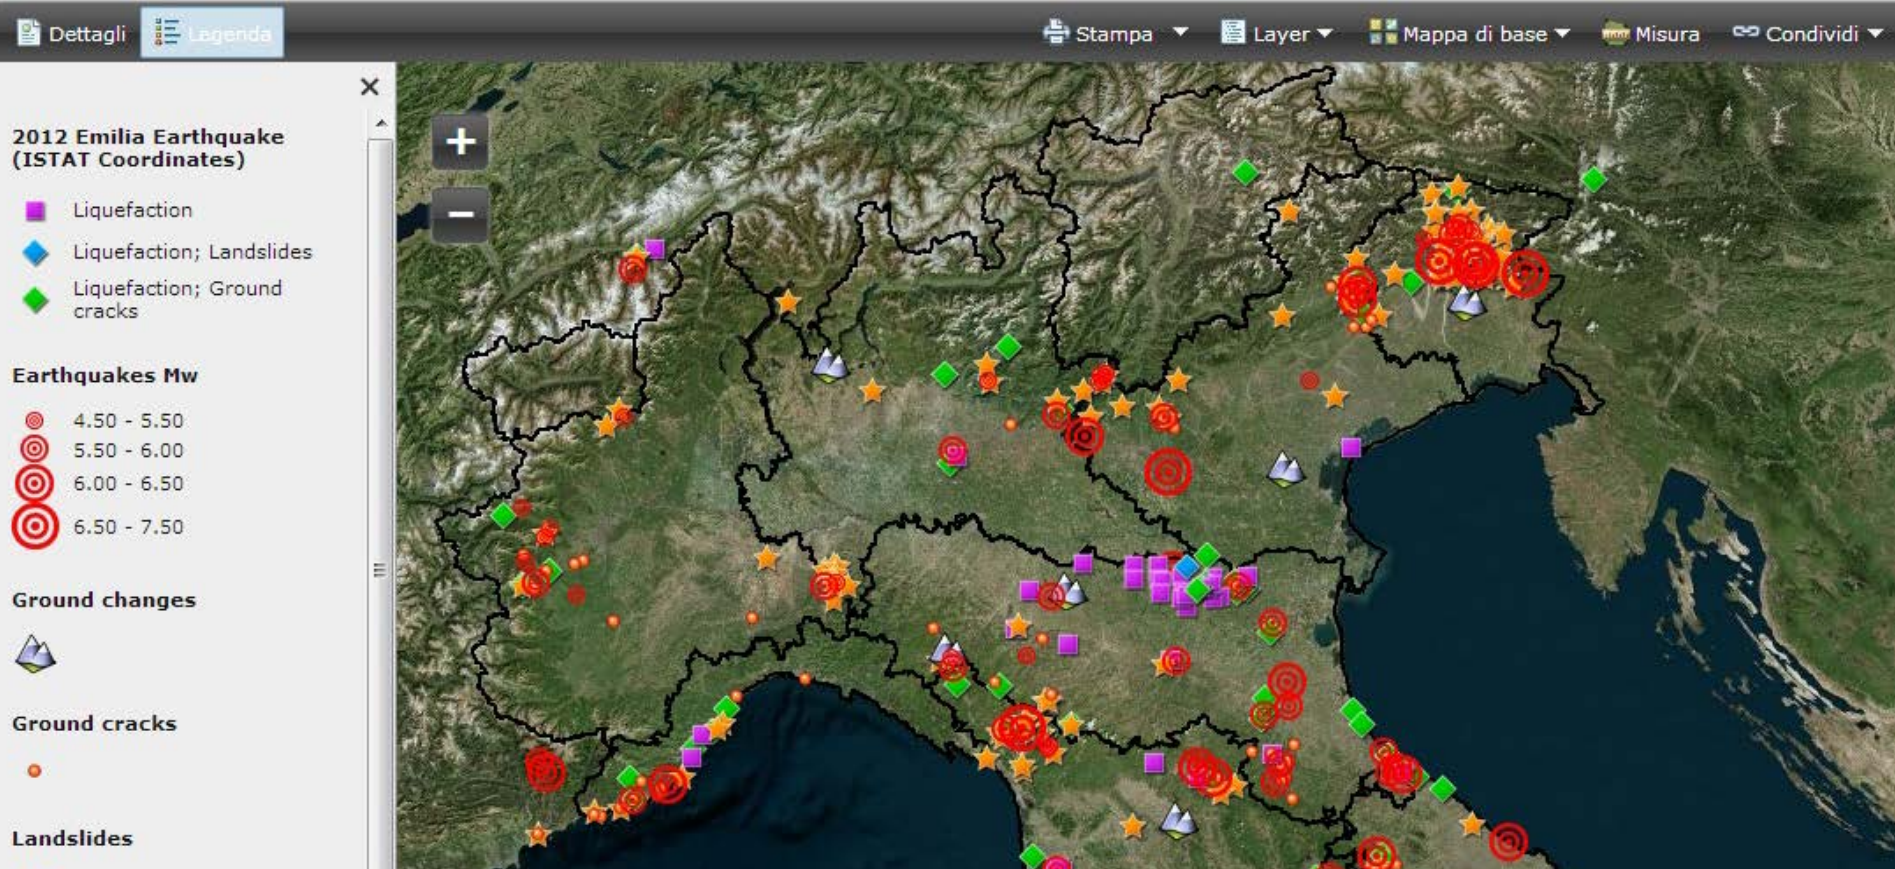 Dettagli
Legenda
Stampa
Layer
Mappa di base
Misura
Condividi
2012 Emilia Earthquake
(ISTAT Coordinates)
Liquefaction
Liquefaction; Landslides
Liquefaction; Ground
cracks
Earthquakes Mw
4.50 - 5.50
5.50 - 6.00
6.00 - 6.50
6.50 - 7.50
Ground changes
Ground cracks
Landslides